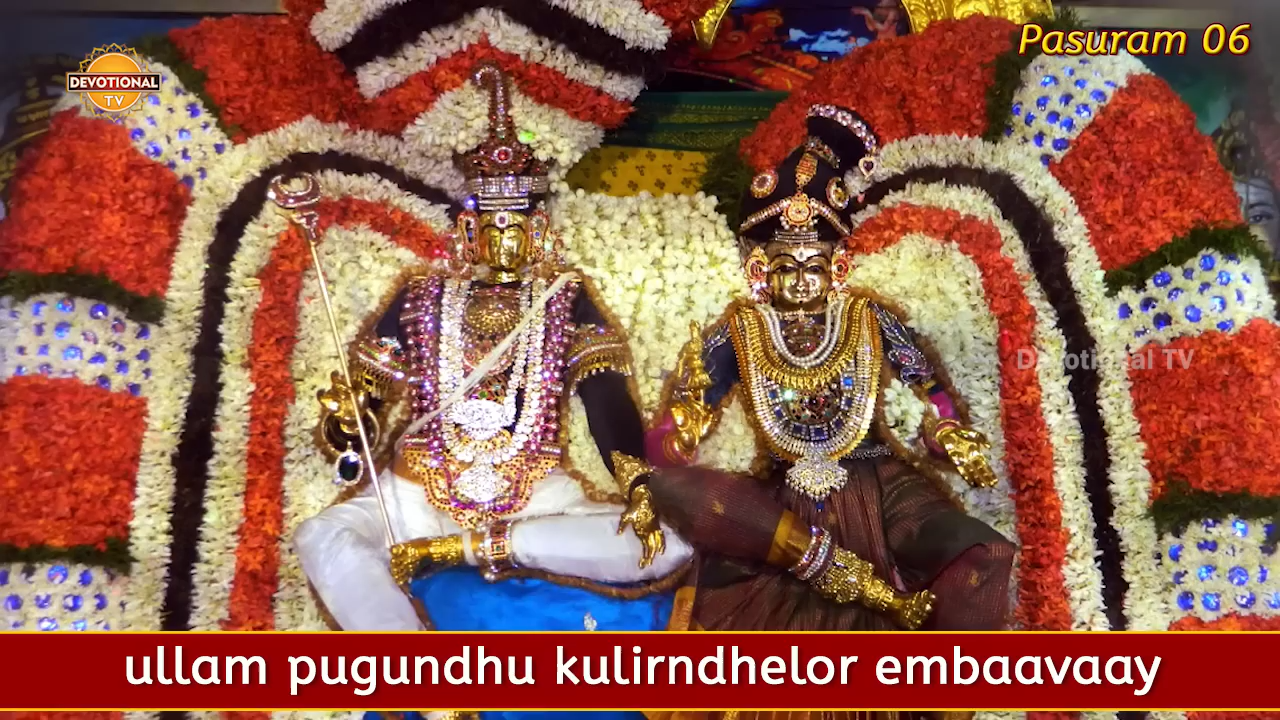 Pasuram 06
DEVOTIONAL
TV
Devotional TV
ullam pugundhu kulirndhelor embaavaay